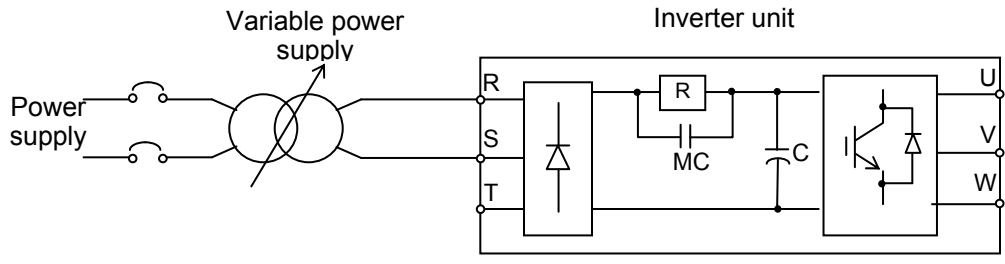 Variable power
supply
Inverter unit
Power
supply
R
S
T
R
MC
C
U
V
W